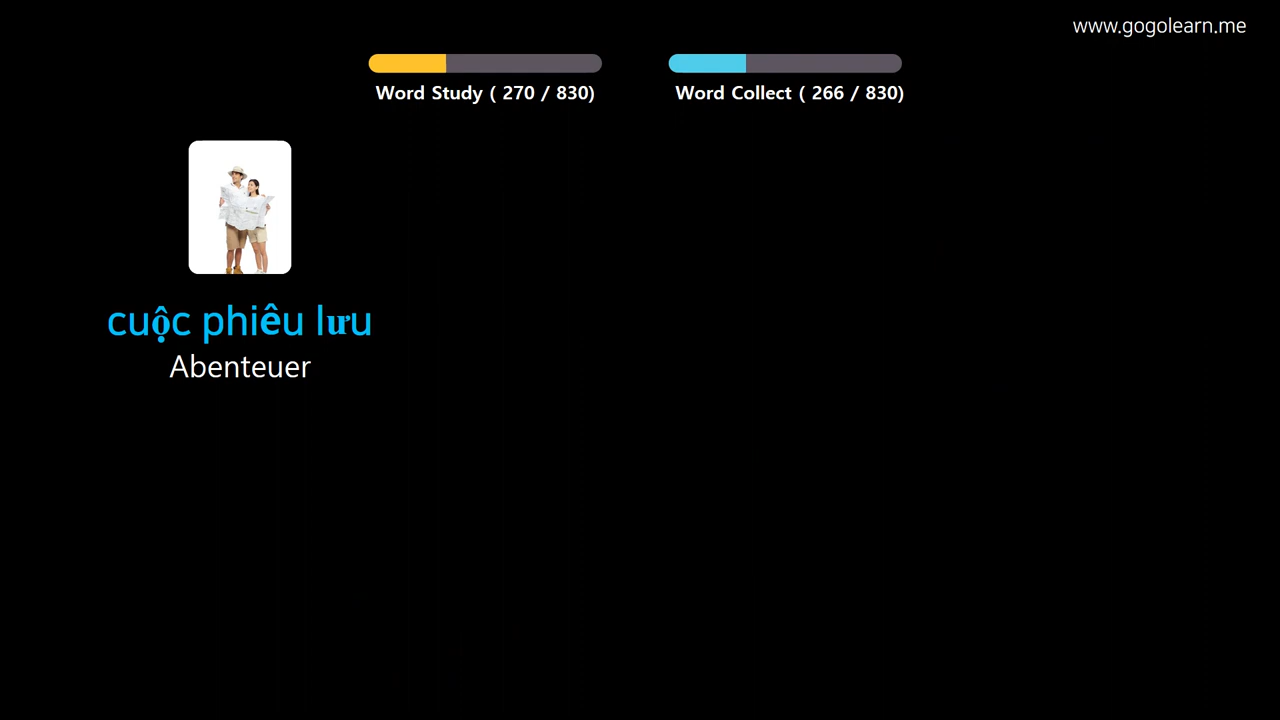 www.gogolearn.me
Word Study ( 270 / 830)
Word Collect ( 266 / 830)
cuộc phiêu lưu
Abenteuer